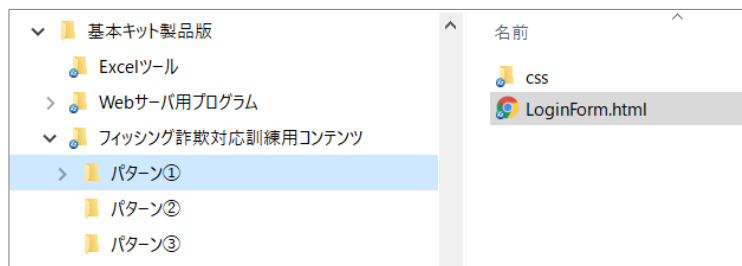 基本キット製品版
Excelツール
Webサーバ用プログラム
フィッシング詐欺対応訓練用コンテンツ
パターン①
パターン②
パターン③
名前
css
LoginForm.html